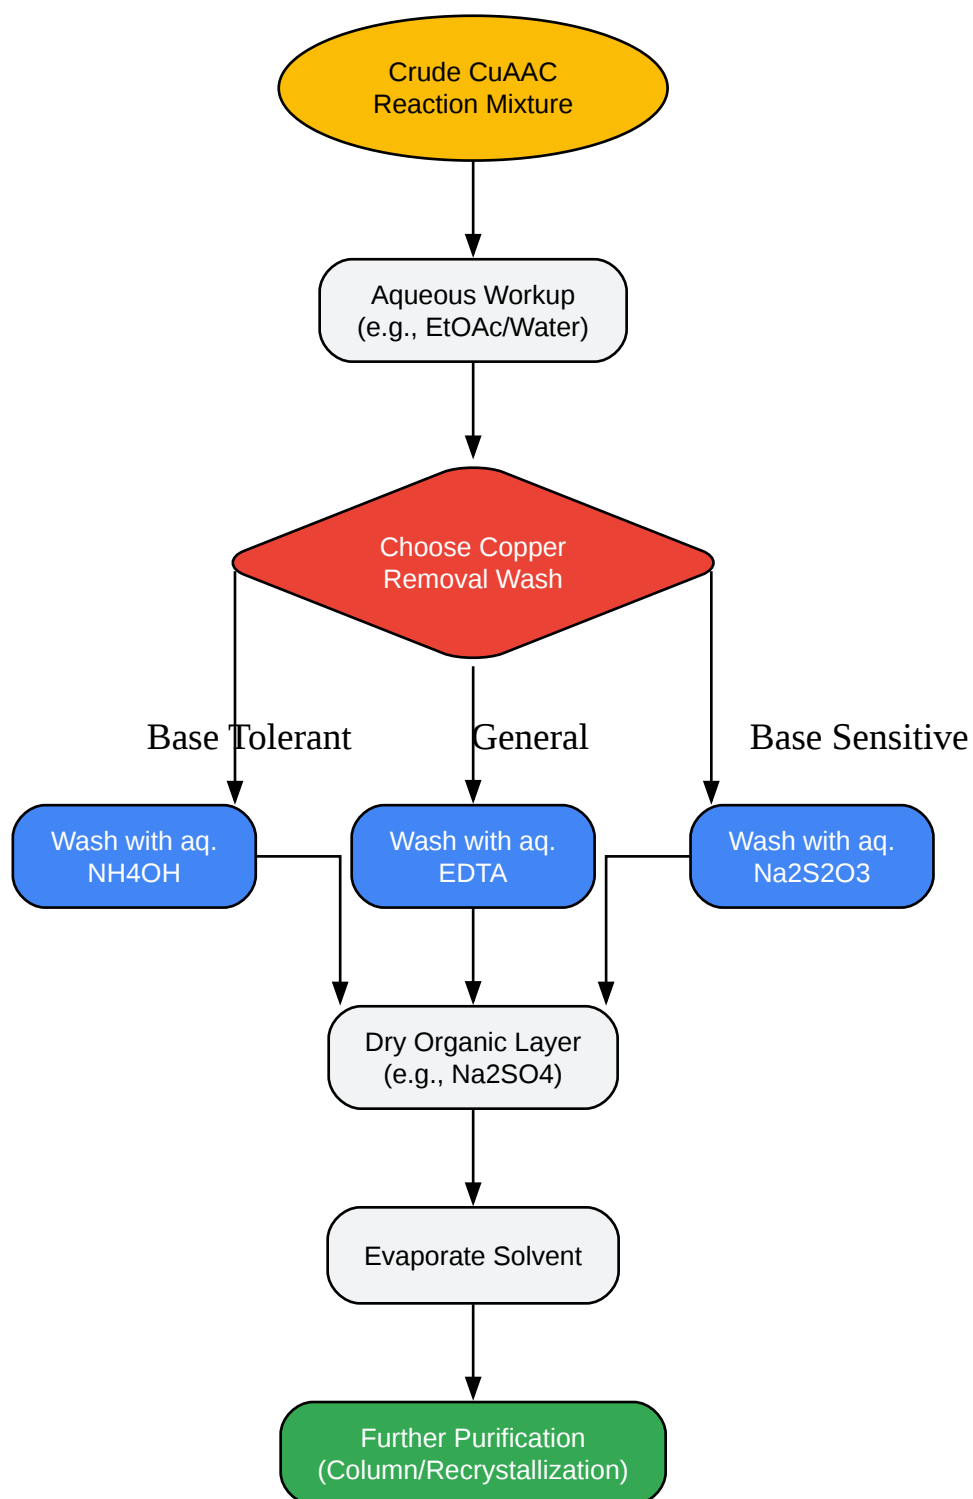 Crude CuAAC
Reaction Mixture
Aqueous Workup
(e.g., EtOAc/Water)
Choose Copper
Removal Wash
Base Tolerant
General
Base Sensitive
Wash with aq.
NH4OH
Wash with aq.
EDTA
Wash with aq.
Na2S2O3
Dry Organic Layer
(e.g., Na2SO4)
Evaporate Solvent
Further Purification
(Column/Recrystallization)